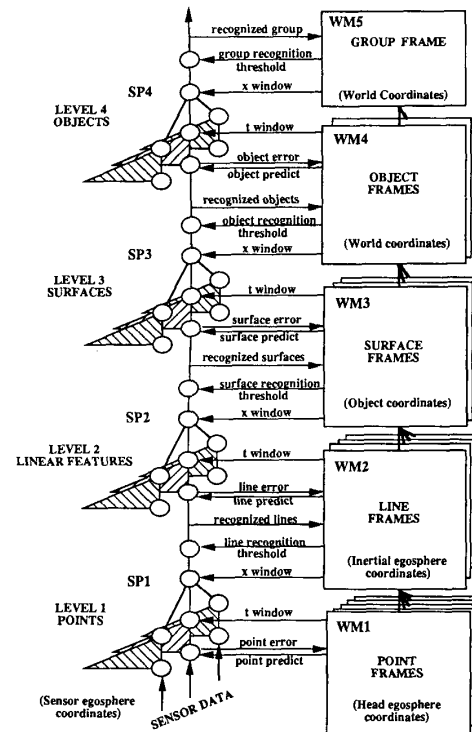 WM5
recognized group
GROUP FRAME
group recognition
threshold
SP4
x window
(World Coordinates)
LEVEL 4
OBJECTS
t window
WM4
object error
object predict
OBJECT
FRAMES
recognized objects
object recognition
threshold
(World coordinates)
SP3
x window
LEVEL 3
SURFACES
t window
WM3
surface error
surface predict
SURFACE
FRAMES
recognized surfaces
surface recognition
threshold
(Object coordinates)
SP2
x window
LEVEL 2
LINEAR FEATURES
t window
WM2
line error
line predict
LINE
FRAMES
recognized lines
line recognition
threshold
(Inertial egosphere
coordinates)
SP1
x window
LEVEL 1
POINTS
t window
WM1
point error
point predict
POINT
FRAMES
(Sensor egosphere
coordinates)
SENSOR DATA
(Head egosphere
coordinates)